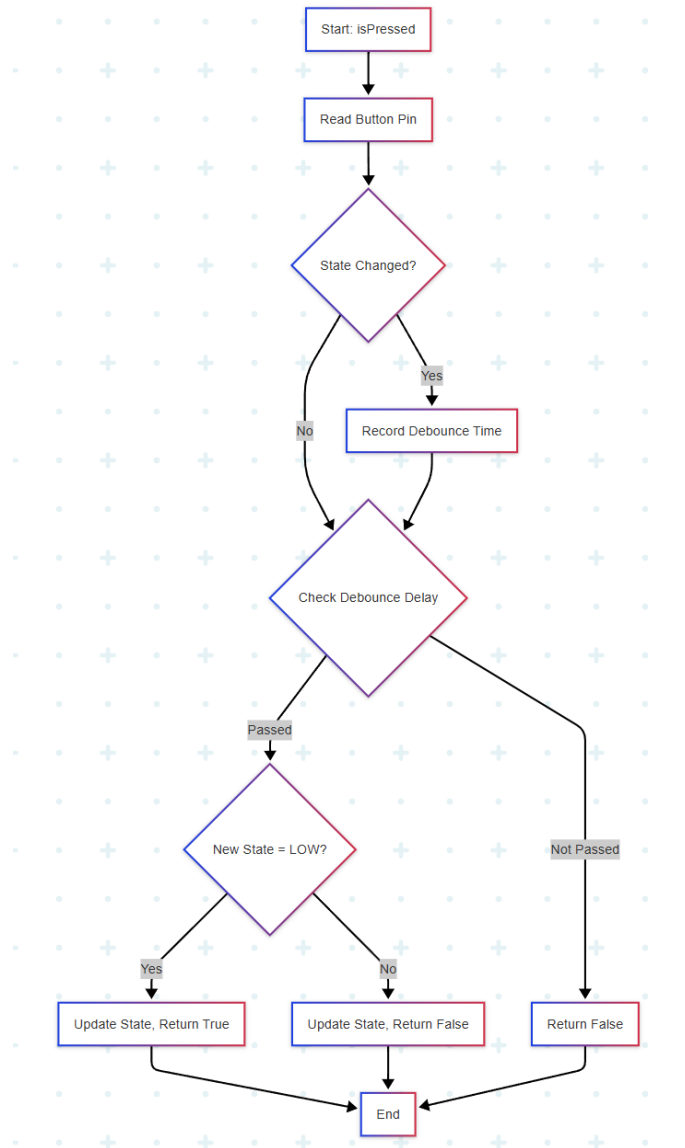 Start: isPressed
Read Button Pin
State Changed?
Yes
No
Record Debounce Time
Check Debounce Delay
Passed
New State = LOW?
Not Passed
Yes
No
Update State, Return True
Update State, Return False
Return False
End